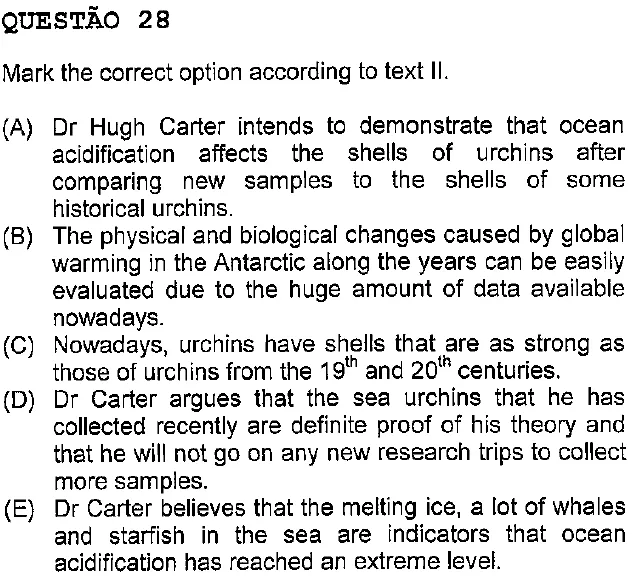 QUESTÃO 28
Mark the correct option according to text II.
(A) Dr Hugh Carter intends to demonstrate that ocean
acidification affects the shells of urchins after
comparing new samples to the shells of some
historical urchins.
(B) The physical and biological changes caused by global
warming in the Antarctic along the years can be easily
evaluated due to the huge amount of data available
nowadays.
(C) Nowadays, urchins have shells that are as strong as
those of urchins from the 19th and 20th centuries.
(D) Dr Carter argues that the sea urchins that he has
collected recently are definite proof of his theory and
that he will not go on any new research trips to collect
more samples.
(E) Dr Carter believes that the melting ice, a lot of whales
and starfish in the sea are indicators that ocean
acidification has reached an extreme level.